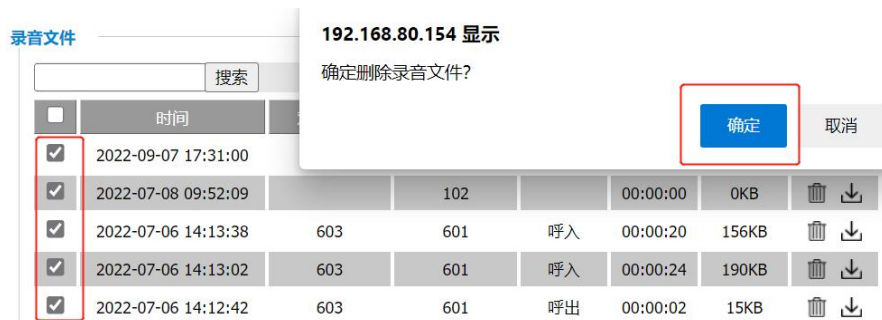 录音文件
192.168.80.154 显示
确定删除录音文件?
确定 取消
搜索
时间
2022-09-07 17:31:00
2022-07-08 09:52:09 102 00:00:00 0KB
2022-07-06 14:13:38 603 601 呼入 00:00:20 156KB
2022-07-06 14:13:02 603 601 呼入 00:00:24 190KB
2022-07-06 14:12:42 603 601 呼出 00:00:02 15KB